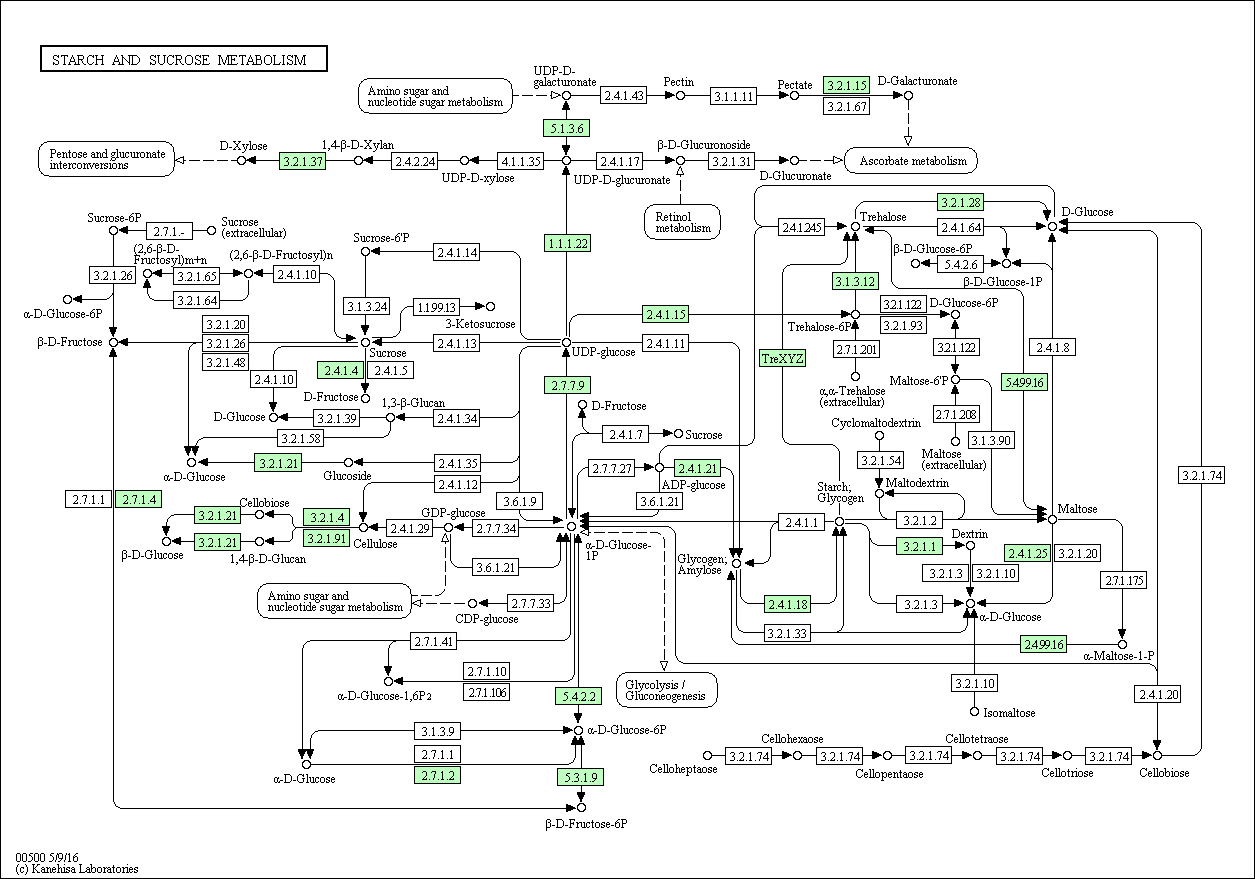 STARCH AND SUCROSE METABOLISM
UDP-D-
galacturonate
Amino sugar and
nucleotide sugar metabolism
2.4.1.43
Pectin
3.1.1.11
Pectate
3.2.1.15
3.2.1.67
D-Galacturonate
5.1.3.6
Pentose and glucuronate
interconversions
D-Xylose
3.2.1.37
1,4-β-D-Xylan
2.4.2.24
UDP-D-xylose
4.1.1.35
2.4.1.17
UDP-D-glucuronate
β-D-Glucuronoside
3.2.1.31
D-Glucuronate
Ascorbate metabolism
Retinol
metabolism
1.1.1.22
Sucrose-6P
2.7.1.-
Sucrose
(extracellular)
(2,6-β-D-
Fructosyl)m+n
(2,6-β-D-Fructosyl)n
3.2.1.26
3.2.1.65
3.2.1.64
2.4.1.10
α-D-Glucose-6P
Sucrose-6'P
2.4.1.14
3.1.3.24
1.1.99.13
3-Ketosucrose
β-D-Fructose
3.2.1.20
3.2.1.26
3.2.1.48
Sucrose
2.4.1.13
UDP-glucose
2.4.1.15
2.4.1.11
2.4.1.10
2.4.1.4
2.4.1.5
D-Fructose
2.7.7.9
D-Glucose
3.2.1.39
1,3-β-Glucan
2.4.1.34
3.2.1.58
3.2.1.21
α-D-Glucose
Glucoside
2.4.1.35
2.4.1.12
D-Fructose
2.4.1.7
Sucrose
2.7.7.27
2.4.1.21
ADP-glucose
3.6.1.9
3.6.1.21
2.7.1.1
2.7.1.4
3.2.1.21
Cellobiose
3.2.1.4
3.2.1.91
3.2.1.21
β-D-Glucose
1,4-β-D-Glucan
Cellulose
2.4.1.29
GDP-glucose
2.7.7.34
α-D-Glucose-
1P
3.6.1.21
Amino sugar and
nucleotide sugar metabolism
2.7.7.33
CDP-glucose
2.7.1.41
2.7.1.10
2.7.1.106
α-D-Glucose-1,6P2
5.4.2.2
Glycolysis /
Gluconeogenesis
3.1.3.9
α-D-Glucose-6P
2.7.1.1
2.7.1.2
α-D-Glucose
5.3.1.9
β-D-Fructose-6P
2.4.1.245
Trehalose
3.2.1.28
2.4.1.64
D-Glucose
β-D-Glucose-6P
5.4.2.6
β-D-Glucose-1P
3.1.3.12
Trehalose-6P
3.2.1.122
3.2.1.93
D-Glucose-6P
TreXYZ
2.7.1.201
α,α-Trehalose
(extracellular)
3.2.1.122
2.4.1.8
Maltose-6'P
5.4.99.16
2.7.1.208
3.1.3.90
Maltose
(extracellular)
Cyclomaltodextrin
3.2.1.54
Maltodextrin
3.2.1.74
Starch;
Glycogen
2.4.1.1
3.2.1.2
Maltose
Glycogen;
Amylose
3.2.1.1
Dextrin
2.4.1.25
3.2.1.20
3.2.1.3
3.2.1.10
2.7.1.175
2.4.1.18
3.2.1.3
α-D-Glucose
3.2.1.33
2.4.99.16
α-Maltose-1-P
3.2.1.10
Isomaltose
2.4.1.20
Celloheptaose
3.2.1.74
Cellohexaose
3.2.1.74
Cellopentaose
3.2.1.74
Cellotetraose
3.2.1.74
Cellotriose
3.2.1.74
Cellobiose
00500 5/9/16
(c) Kanehisa Laboratories